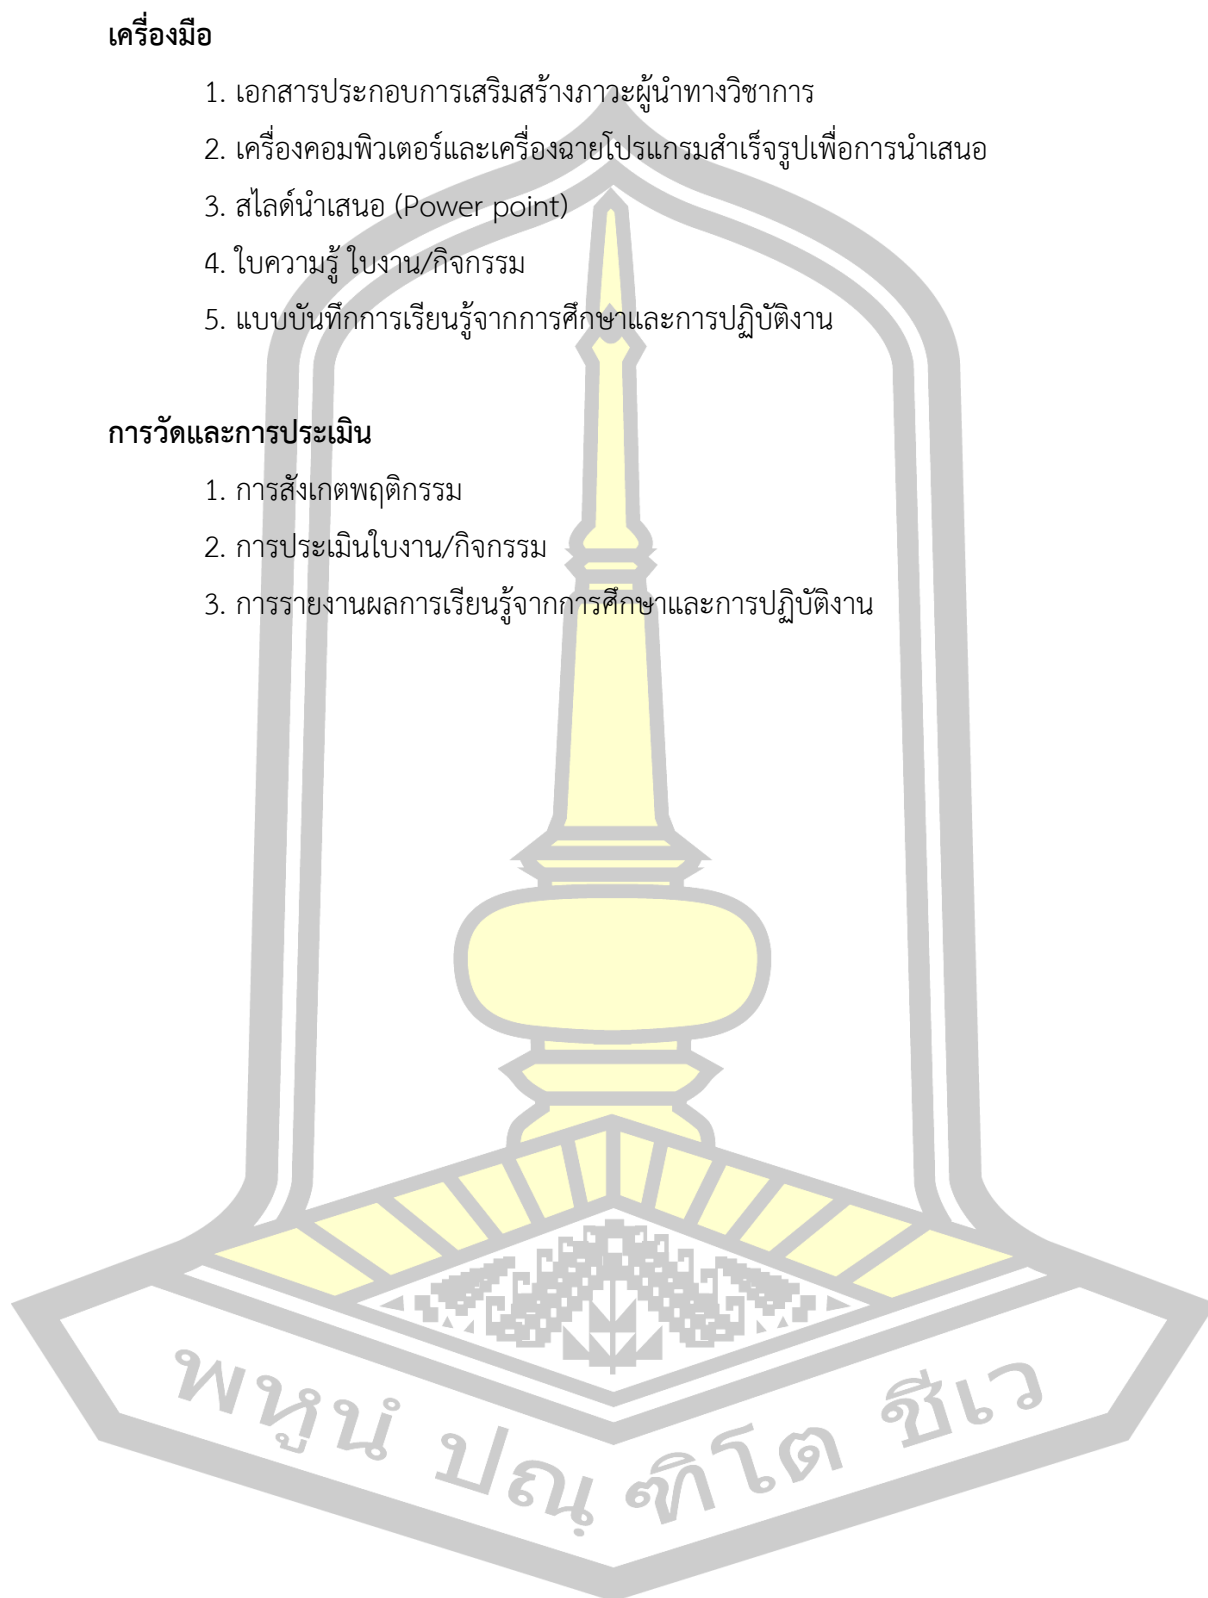 เครื่องมือ
1. เอกสารประกอบการเสริมสร้างภาวะผู้นำทางวิชาการ
2. เครื่องคอมพิวเตอร์และเครื่องฉายโปรแกรมสำเร็จรูปเพื่อการนำเสนอ
3. สไลด์นำเสนอ (Power point)
4. ใบความรู้ ใบงาน/กิจกรรม
5. แบบบันทึกการเรียนรู้จากการศึกษาและการปฏิบัติงาน
การวัดและการประเมิน
1. การสังเกตพฤติกรรม
2. การประเมินใบงาน/กิจกรรม
3. การรายงานผลการเรียนรู้จากการศึกษาและการปฏิบัติงาน
พหูนํ ปณฺ ฑิโต ชีเว